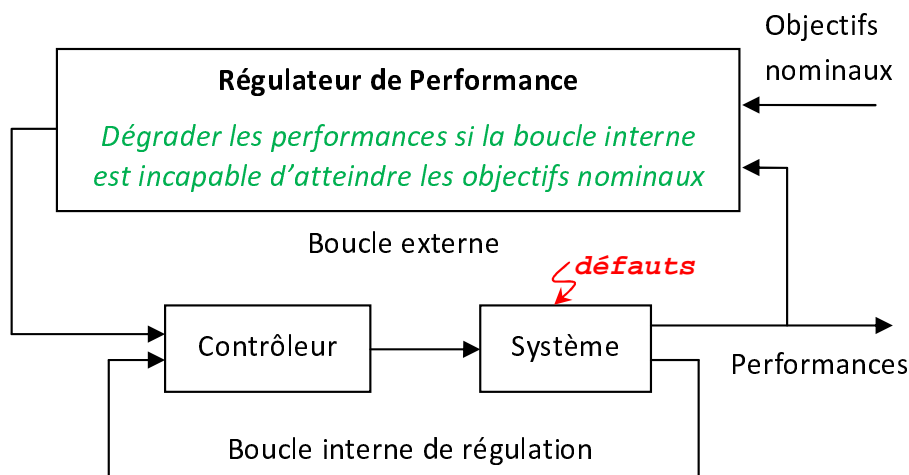 Objectifs
nominaux
Régulateur de Performance
Dégrader les performances si la boucle interne
est incapable d'atteindre les objectifs nominaux
Boucle externe
défauts
Contrôleur
Système
Performances
Boucle interne de régulation